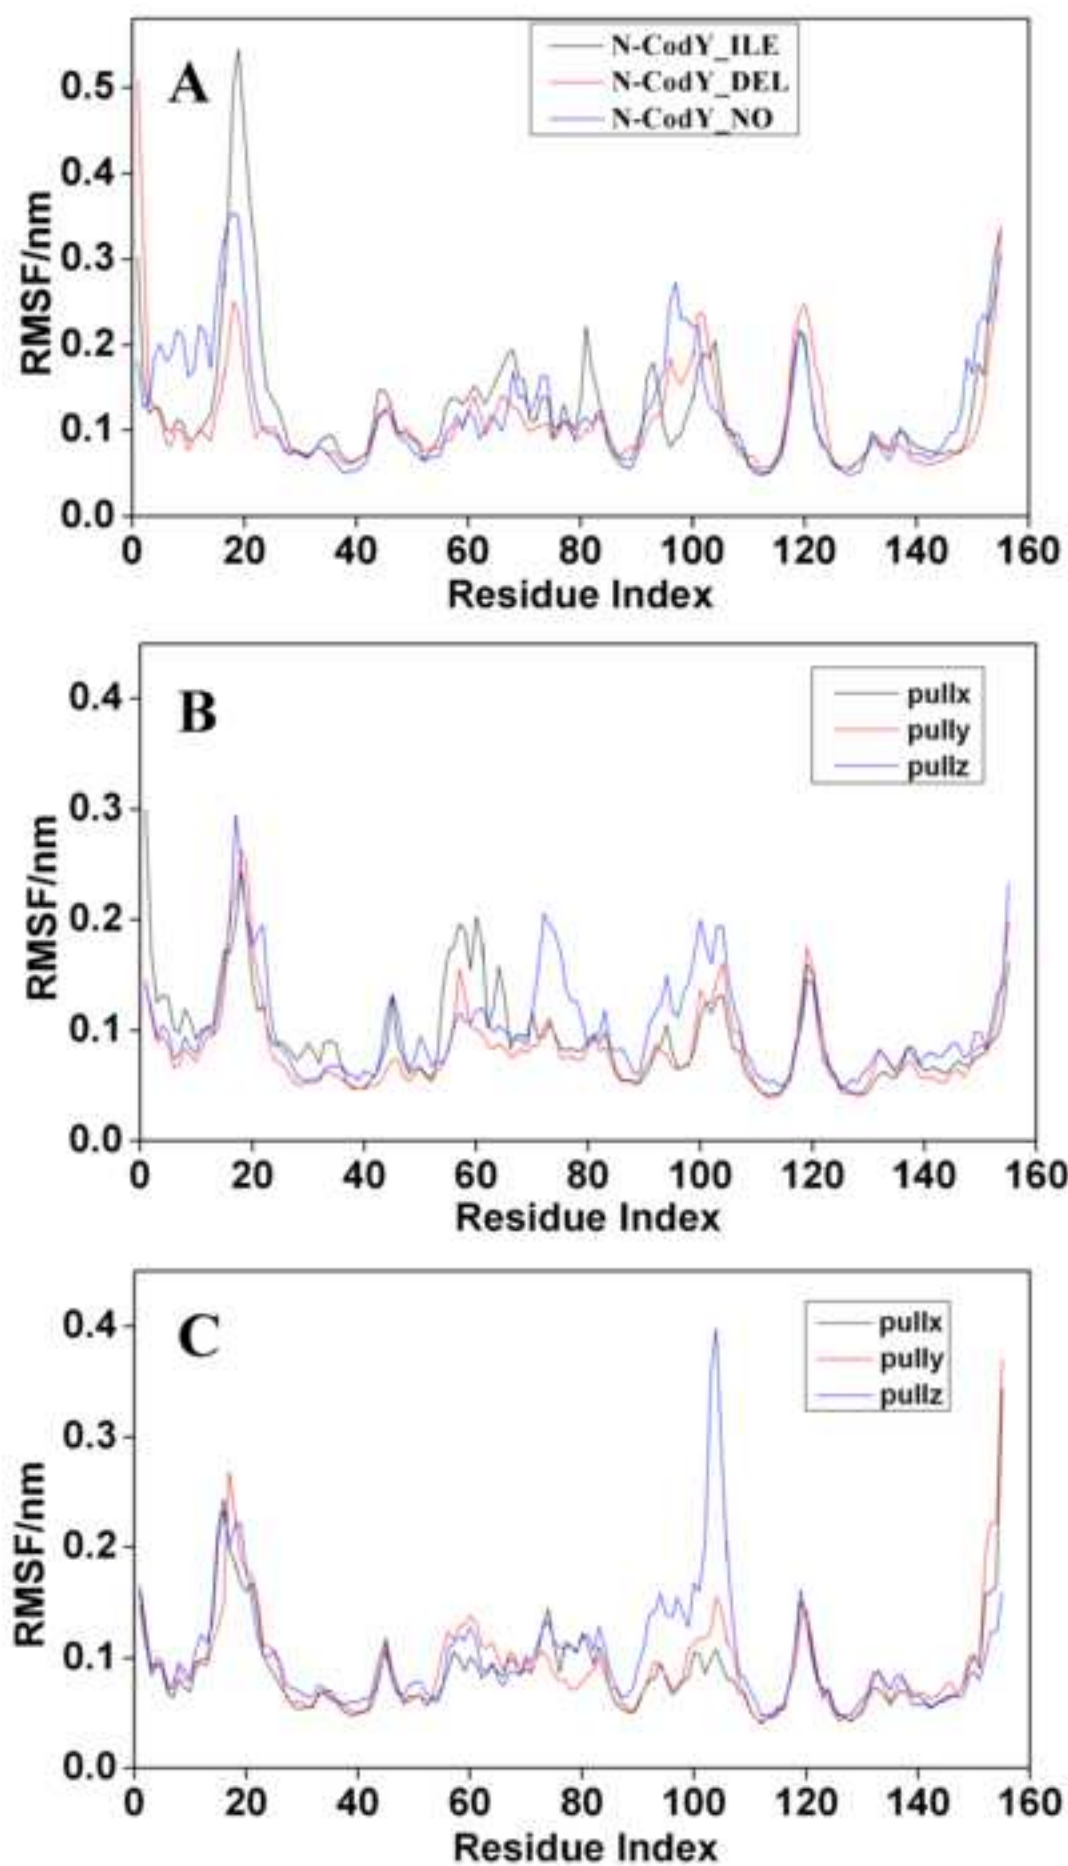 A
N-CodY_ILE
N-CodY_DEL
N-CodY_NO
0.5
0.4
0.3
0.2
0.1
0.0
RMSF/nm
0 20 40 60 80 100 120 140 160
Residue Index
B
pullx
pully
pullz
0.4
0.3
0.2
0.1
0.0
RMSF/nm
0 20 40 60 80 100 120 140 160
Residue Index
C
pullx
pully
pullz
0.4
0.3
0.2
0.1
0.0
RMSF/nm
0 20 40 60 80 100 120 140 160
Residue Index